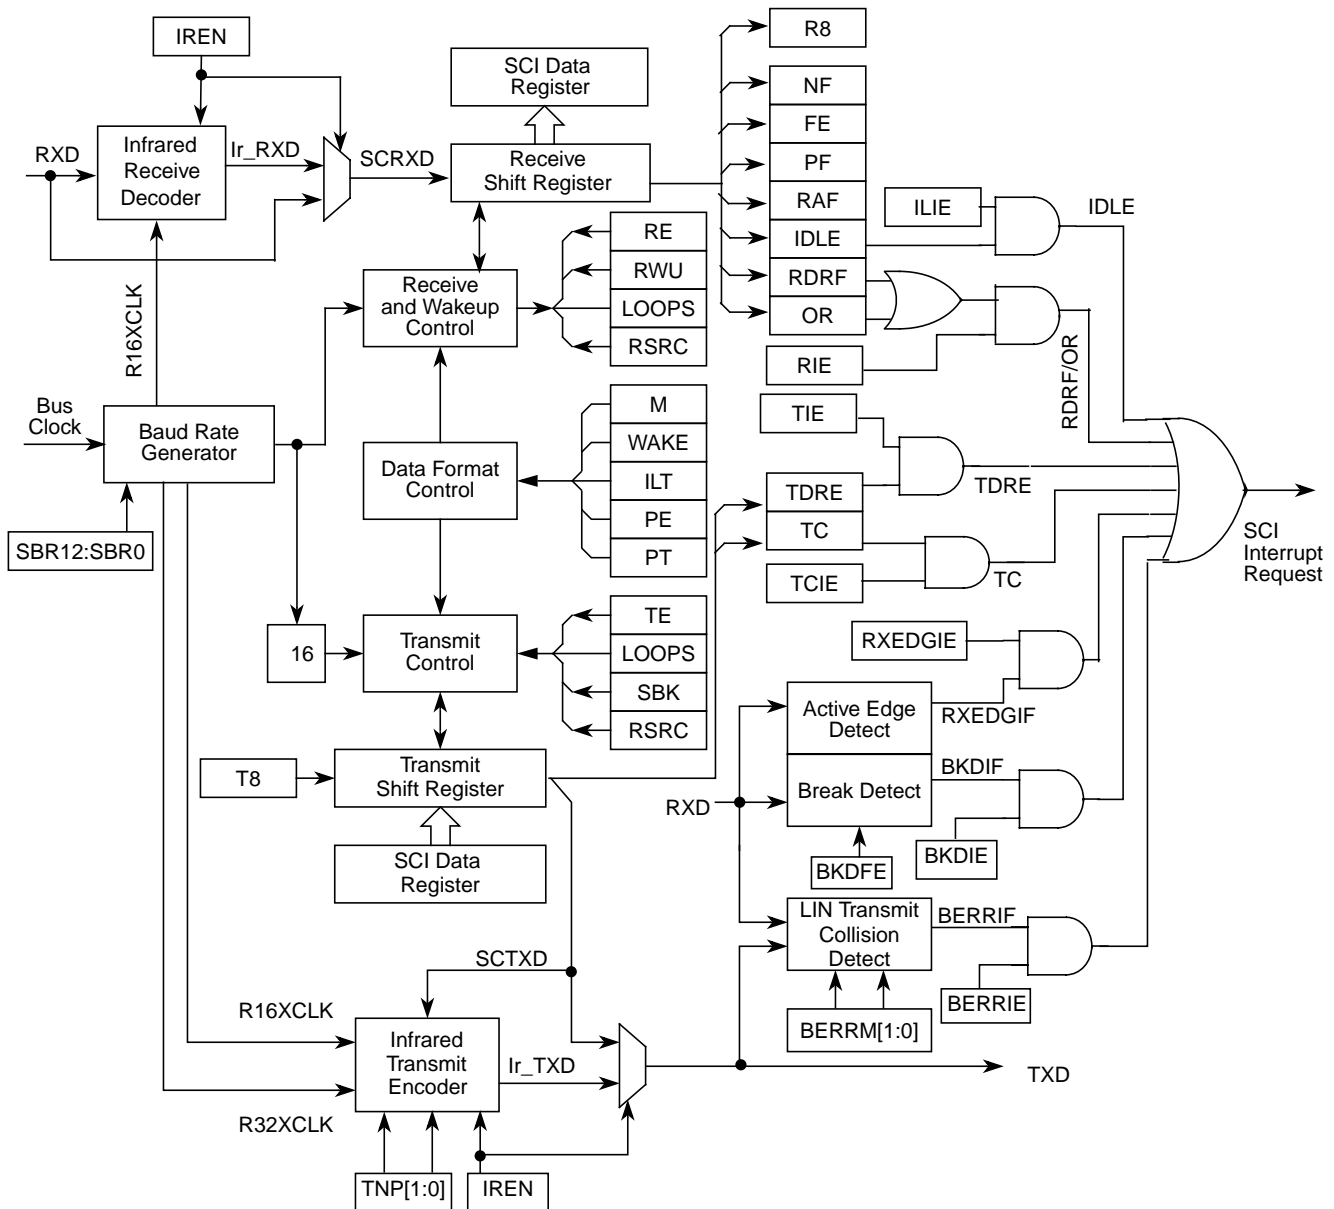 IREN
SCI Data
Register
R8
NF
FE
PF
RAF
IDLE
RDRF
OR
RXD
Infrared
Receive
Decoder
Ir_RXD
SCRXD
Receive
Shift Register
ILIE
IDLE
R16XCLK
Receive
and Wakeup
Control
RE
RWU
LOOPS
RSRC
RIE
RDRF/OR
Bus
Clock
Baud Rate
Generator
SBR12:SBR0
Data Format
Control
M
WAKE
ILT
PE
PT
TIE
TDRE
TC
TCIE
TDRE
TC
SCI
Interrupt
Request
16
Transmit
Control
TE
LOOPS
SBK
RSRC
RXEDGIE
Active Edge
Detect
RXEDGIF
T8
Transmit
Shift Register
RXD
Break Detect
BKDIF
BKDIE
BKDFE
SCI Data
Register
LIN Transmit
Collision
Detect
BERRIF
BERRIE
BERRM[1:0]
SCTXD
R16XCLK
Infrared
Transmit
Encoder
Ir_TXD
R32XCLK
TXD
TNP[1:0]
IREN